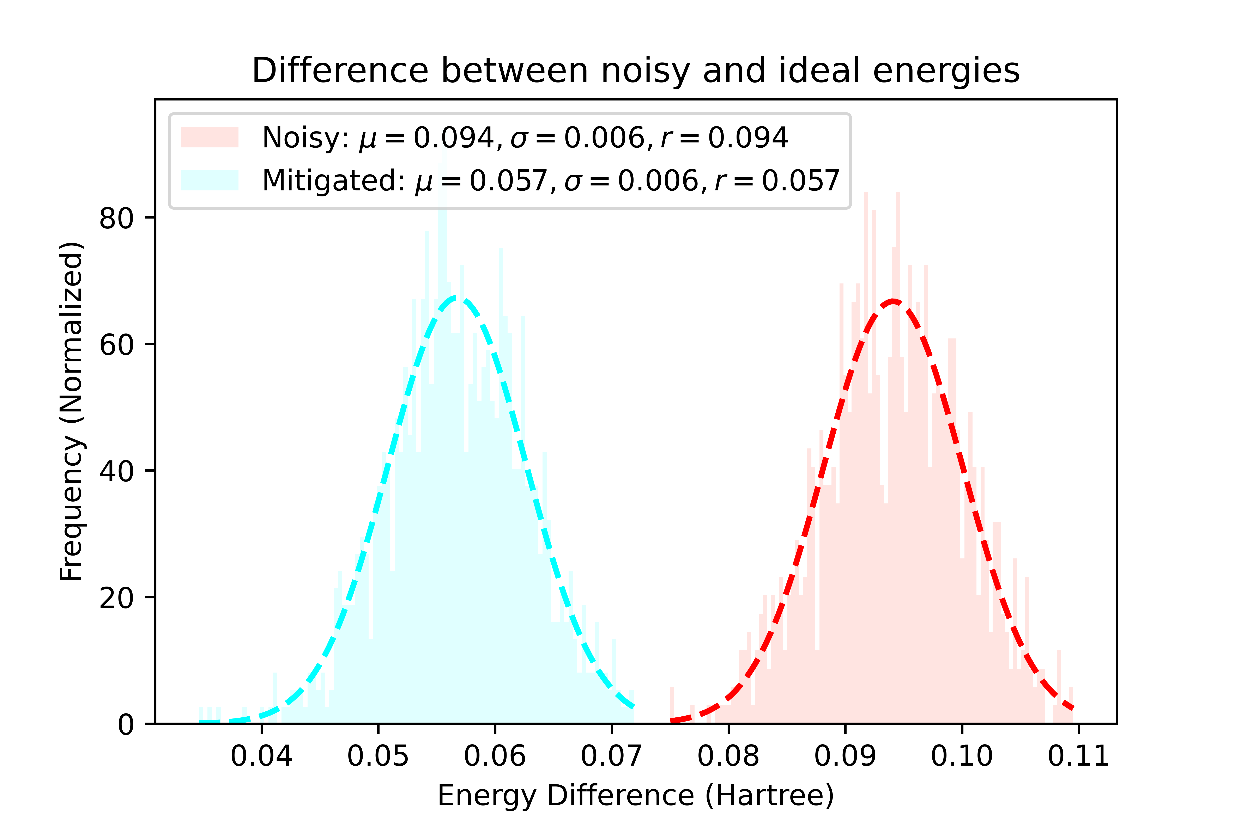 Difference between noisy and ideal energies
Noisy: μ = 0.094, σ = 0.006, r = 0.094
Mitigated: μ = 0.057, σ = 0.006, r = 0.057
Frequency (Normalized)
80
60
40
20
0
0.04 0.05 0.06 0.07 0.08 0.09 0.10 0.11
Energy Difference (Hartree)